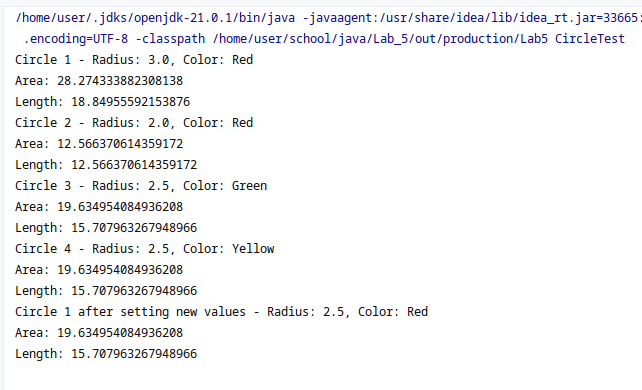 /home/user/.jdks/openjdk-21.0.1/bin/java -javaagent:/usr/share/idea/lib/idea_rt.jar=33665:
.encoding=UTF-8 -classpath /home/user/school/java/Lab_5/out/production/Lab5 CircleTest
Circle 1 - Radius: 3.0, Color: Red
Area: 28.274333882308138
Length: 18.84955592153876
Circle 2 - Radius: 2.0, Color: Red
Area: 12.566370614359172
Length: 12.566370614359172
Circle 3 - Radius: 2.5, Color: Green
Area: 19.634954084936208
Length: 15.707963267948966
Circle 4 - Radius: 2.5, Color: Yellow
Area: 19.634954084936208
Length: 15.707963267948966
Circle 1 after setting new values - Radius: 2.5, Color: Red
Area: 19.634954084936208
Length: 15.707963267948966